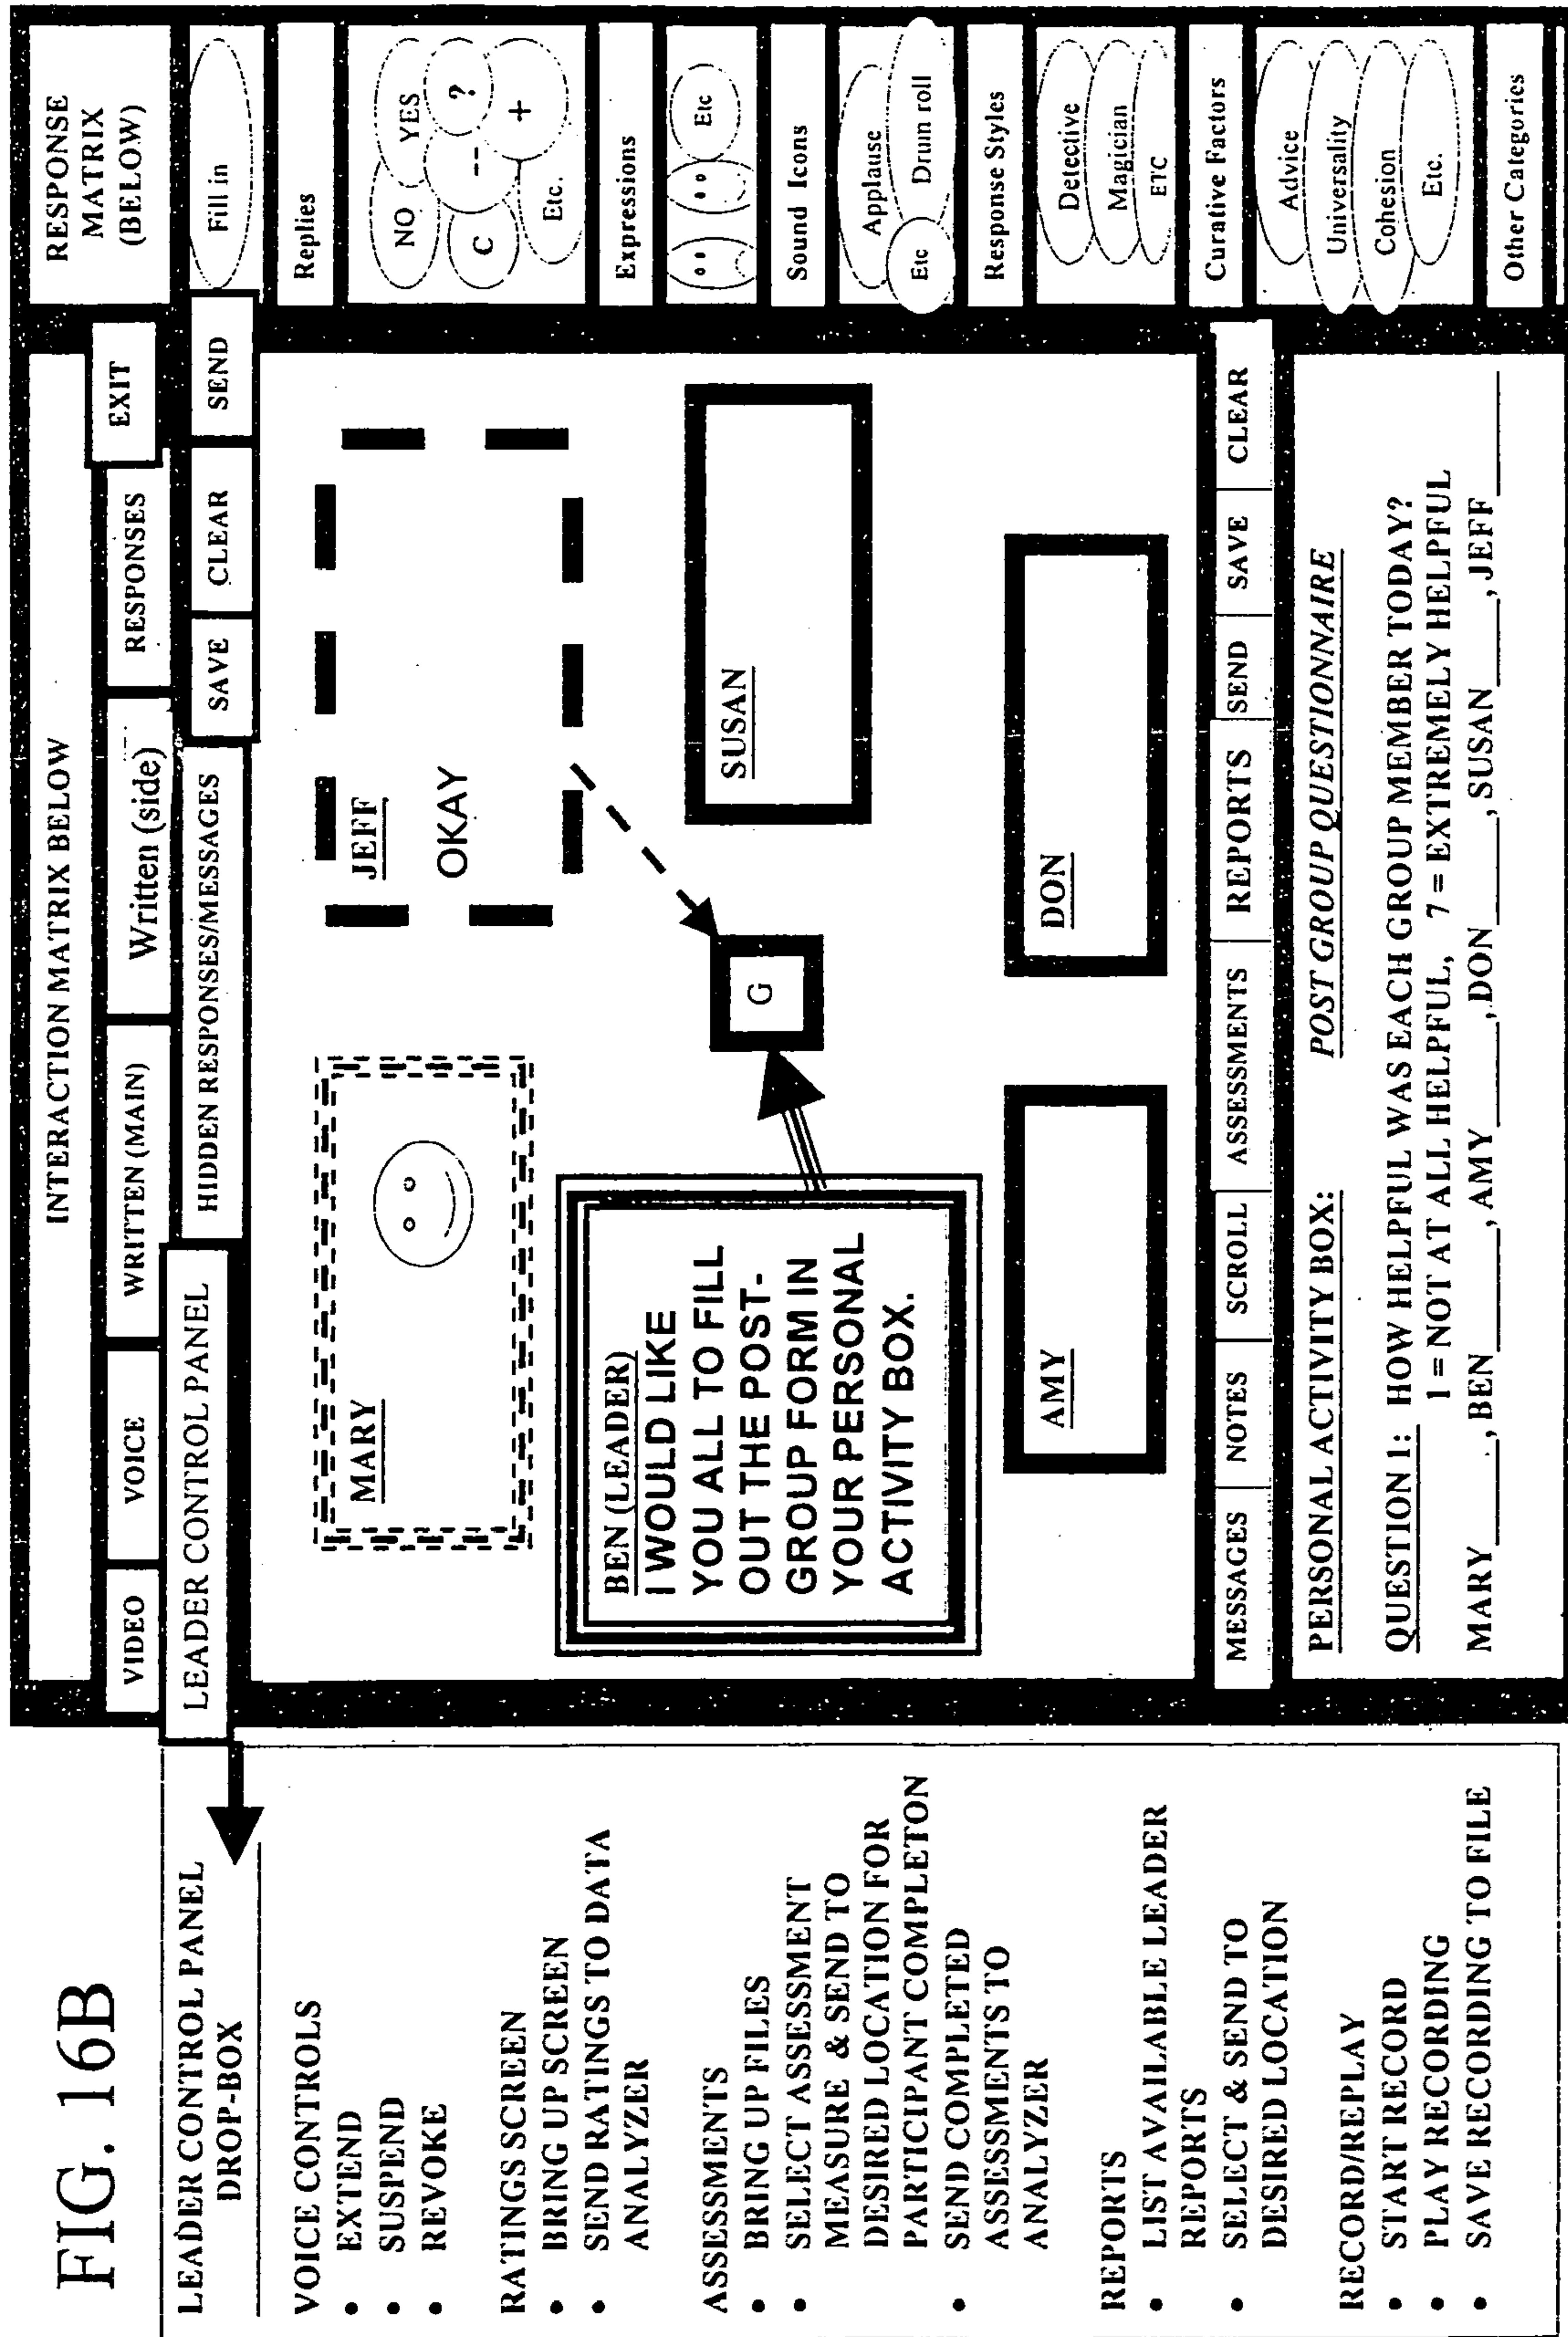 FIG. 16B
LEADER CONTROL PANEL
DROP-BOX
VOICE CONTROLS
• EXTEND
• SUSPEND
• REVOKE
RATINGS SCREEN
• BRING UP SCREEN
• SEND RATINGS TO DATA
ANALYZER
ASSESSMENTS
• BRING UP FILES
• SELECT ASSESSMENT
MEASURE & SEND TO
DESIRED LOCATION FOR
PARTICIPANT COMPLETON
• SEND COMPLETED
ASSESSMENTS TO
ANALYZER
REPORTS
• LIST AVAILABLE LEADER
REPORTS
• SELECT & SEND TO
DESIRED LOCATION
RECORD/REPLAY
• START RECORD
• PLAY RECORDING
• SAVE RECORDING TO FILE
INTERACTION MATRIX BELOW
VIDEO VOICE WRITTEN (MAIN) Written (side) RESPONSES EXIT
LEADER CONTROL PANEL HIDDEN RESPONSES/MESSAGES SAVE CLEAR SEND
MARY
JEFF
OKAY
BEN (LEADER)
I WOULD LIKE
YOU ALL TO FILL
OUT THE POST-
GROUP FORM IN
YOUR PERSONAL
ACTIVITY BOX.
G
SUSAN
AMY
DON
MESSAGES NOTES SCROLL ASSESSMENTS REPORTS SEND SAVE CLEAR
PERSONAL ACTIVITY BOX: POST GROUP QUESTIONNAIRE
QUESTION 1: HOW HELPFUL WAS EACH GROUP MEMBER TODAY?
1 = NOT AT ALL HELPFUL, 7 = EXTREMELY HELPFUL
MARY_____,BEN_____, AMY_____,DON_____, SUSAN_____,JEFF_____
RESPONSE
MATRIX
(BELOW)
Fill in
Replies
NO YES
C -- ?
Etc. +
Expressions
Etc
Sound Icons
Applause
Etc Drum roll
Response Styles
Detective
Magician
ETC
Curative Factors
Advice
Universality
Cohesion
Etc.
Other Categories